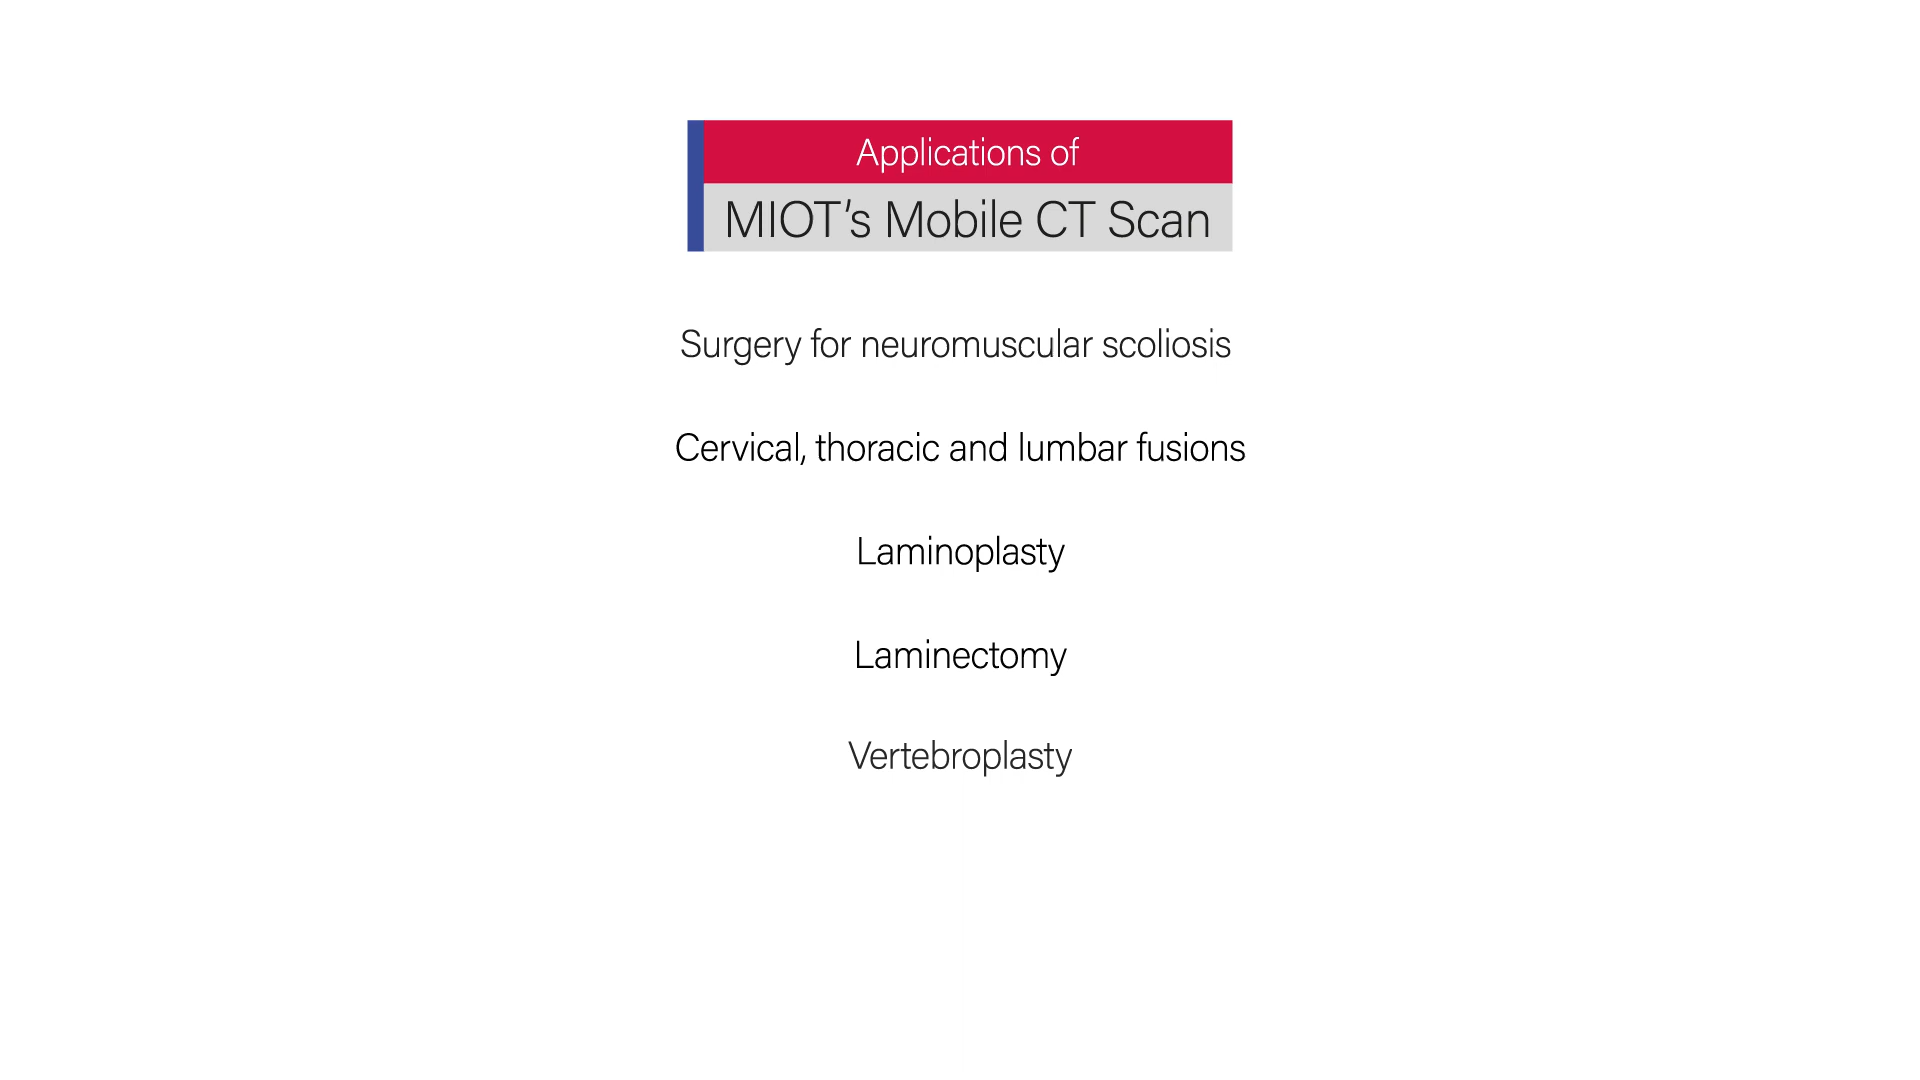 Applications of
MIOT’s Mobile CT Scan
Surgery for neuromuscular scoliosis
Cervical, thoracic and lumbar fusions
Laminoplasty
Laminectomy
Vertebroplasty